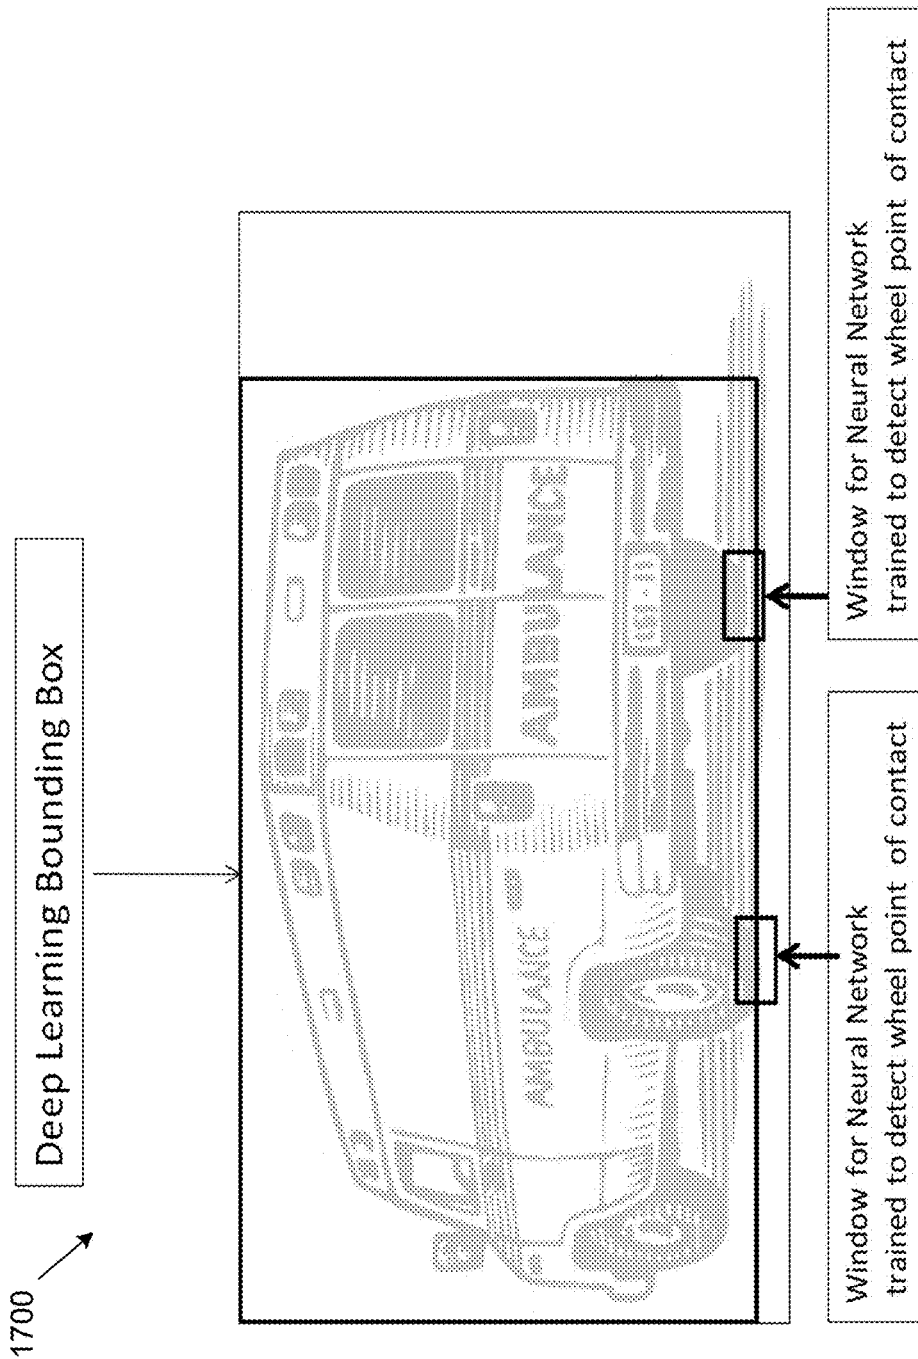 1700
Deep Learning Bounding Box
AMBULANCE
AMBULANCE
Window for Neural Network
trained to detect wheel point of contact
Window for Neural Network
trained to detect wheel point of contact